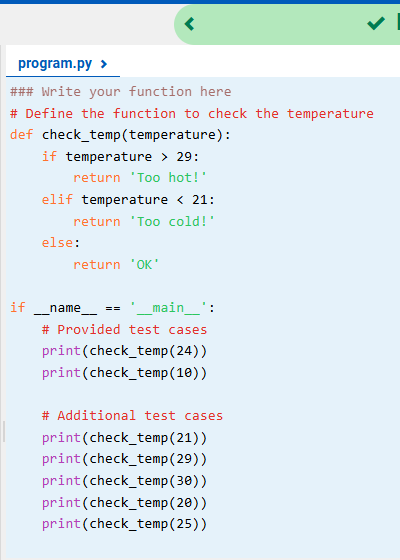 program.py
### Write your function here
# Define the function to check the temperature
def check_temp(temperature):
    if temperature > 29:
        return 'Too hot!'
    elif temperature < 21:
        return 'Too cold!'
    else:
        return 'OK'

if __name__ == '__main__':
    # Provided test cases
    print(check_temp(24))
    print(check_temp(10))

    # Additional test cases
    print(check_temp(21))
    print(check_temp(29))
    print(check_temp(30))
    print(check_temp(20))
    print(check_temp(25))